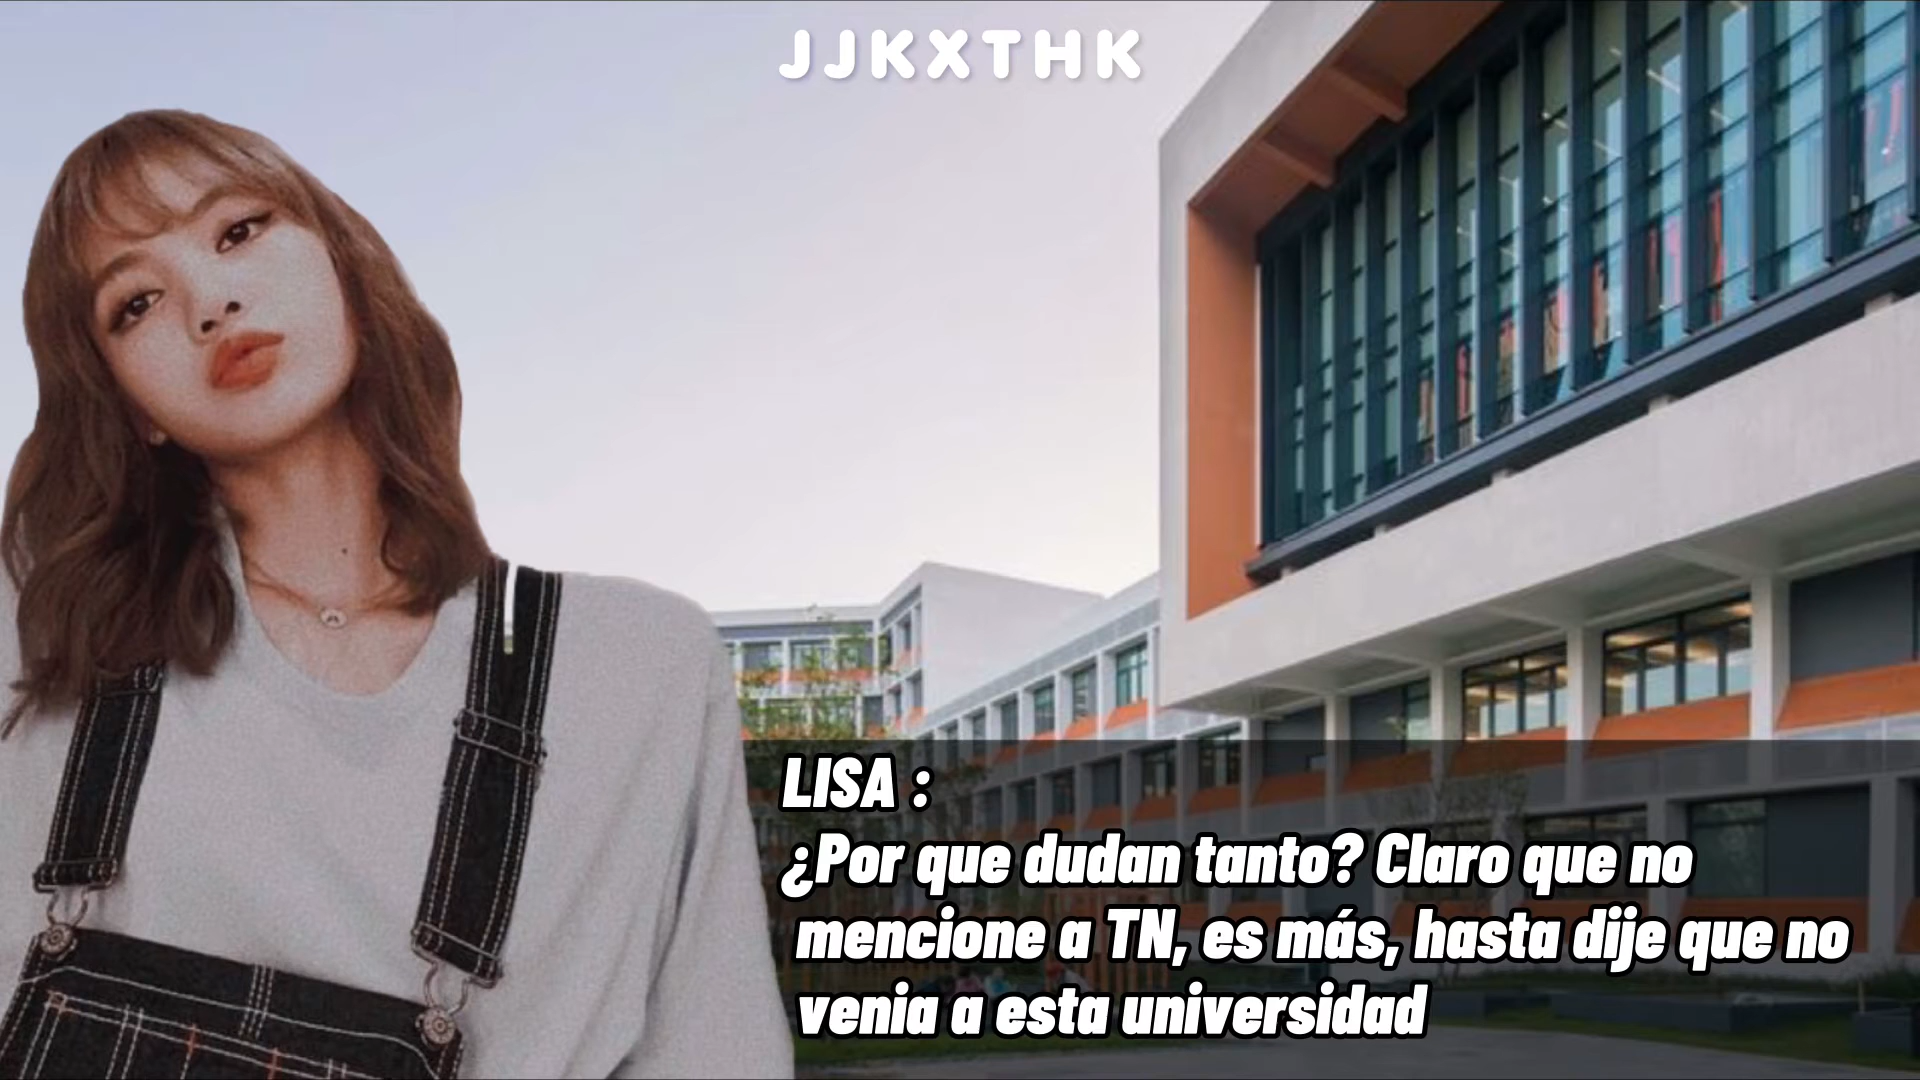 JJKXTHK
LISA :
¿Por que dudan tanto? Claro que no
mencione a TN, es más, hasta dije que no
venia a esta universidad